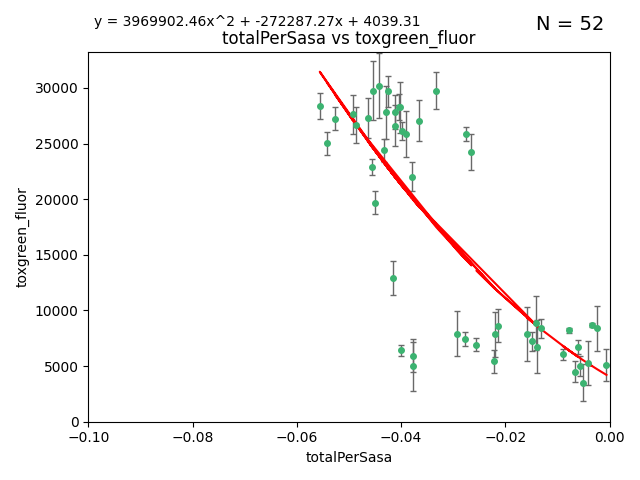 y = 3969902.46x^2 + -272287.27x + 4039.31
N = 52
totalPerSasa vs toxgreen_fluor
30000
25000
20000
15000
10000
5000
0
toxgreen_fluor
−0.10
−0.08
−0.06
−0.04
−0.02
0.00
totalPerSasa